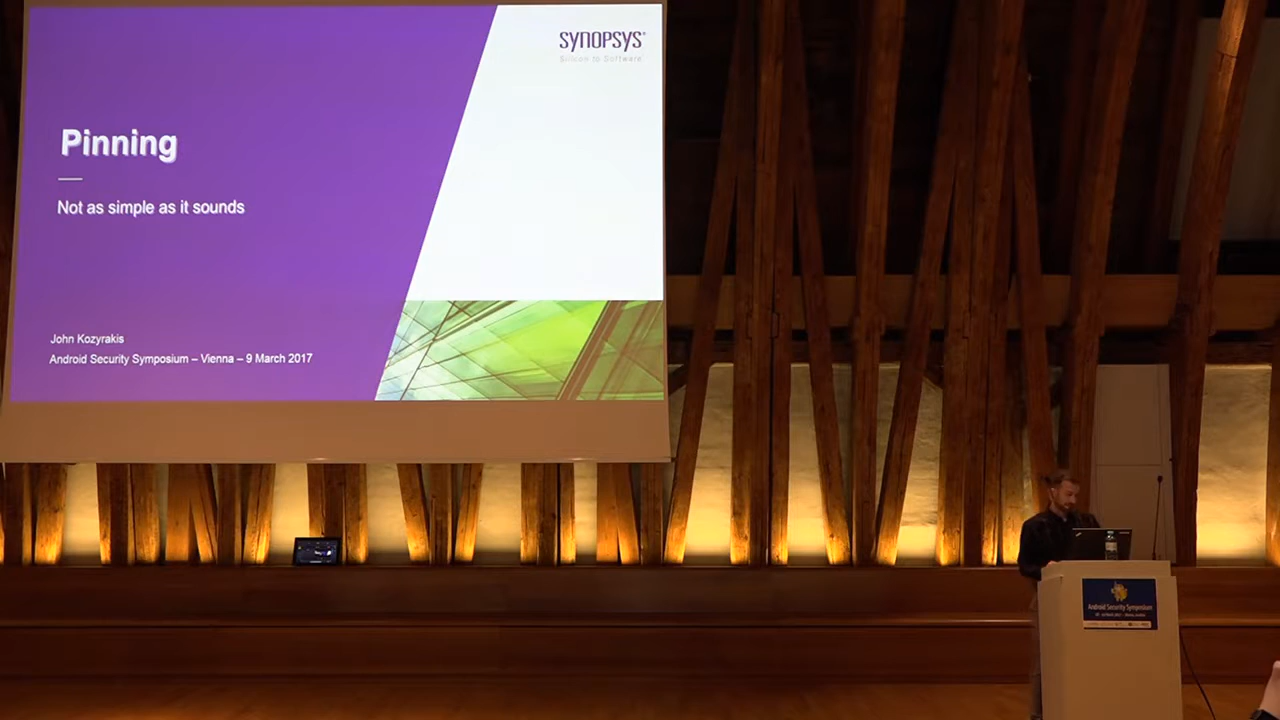 SYNOPSYS
Silicon to Software
Pinning
Not as simple as it sounds
John Kozyrakis
Android Security Symposium – Vienna – 9 March 2017
Android Security Symposium